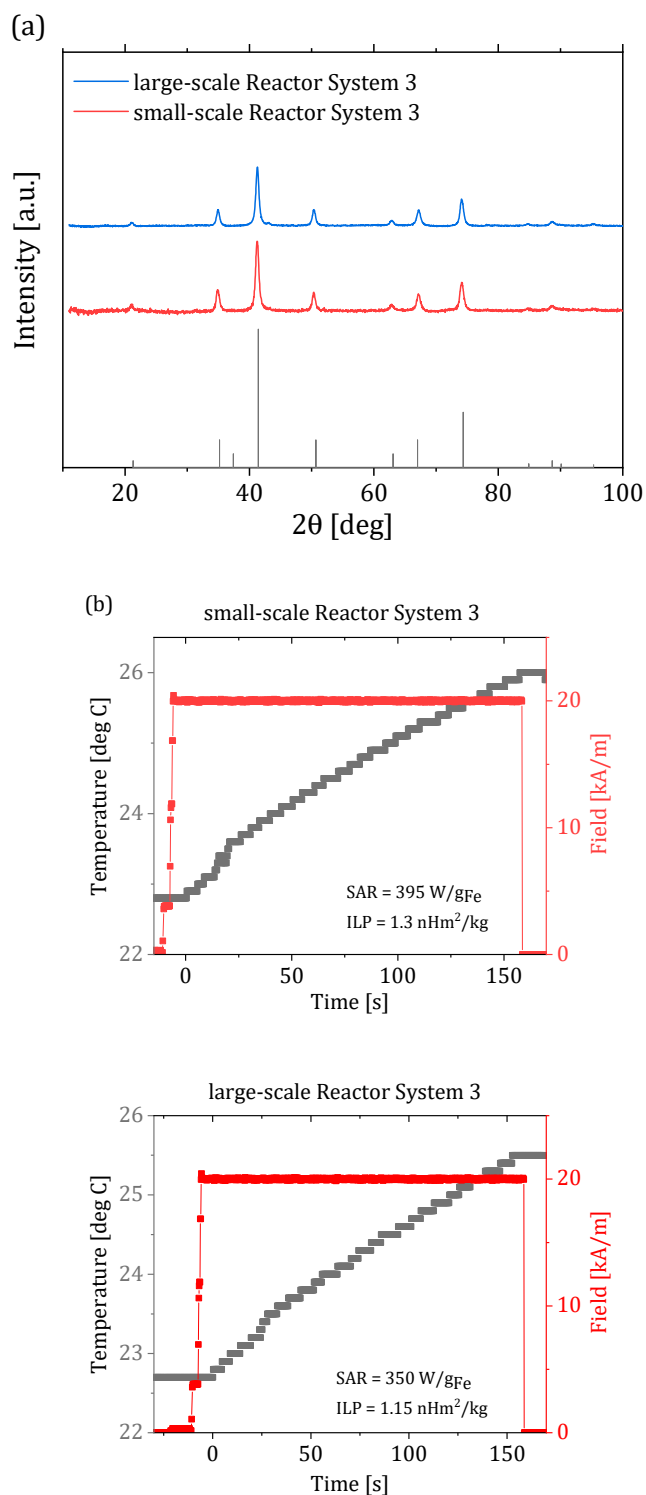 (a)
large-scale Reactor System 3
small-scale Reactor System 3
Intensity [a.u.]
20 40 60 80 100
2θ [deg]
(b)
small-scale Reactor System 3
26
24
22
Temperature [deg C]
20
10
0
Field [kA/m]
SAR = 395 W/gFe
ILP = 1.3 nHm²/kg
0 50 100 150
Time [s]
large-scale Reactor System 3
26
25
24
23
22
Temperature [deg C]
20
10
0
Field [kA/m]
SAR = 350 W/gFe
ILP = 1.15 nHm²/kg
0 50 100 150
Time [s]